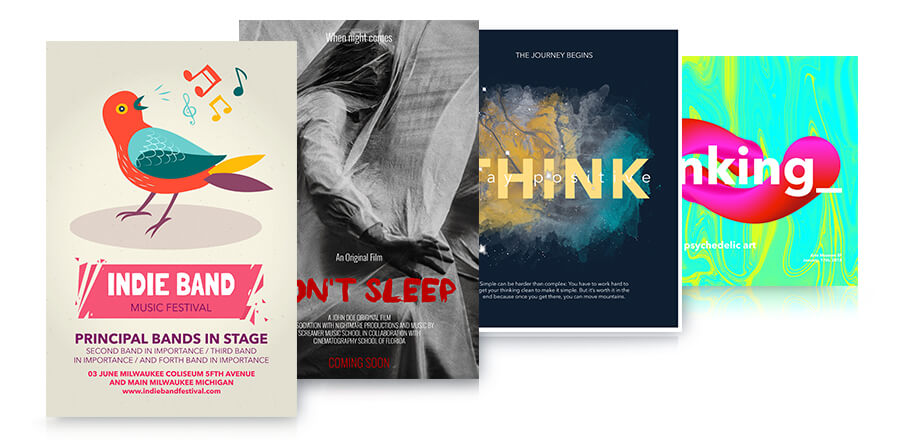 INDIE BAND
MUSIC FESTIVAL
PRINCIPAL BANDS IN STAGE
SECOND BAND IN IMPORTANCE / THIRD BAND
IN IMPORTANCE / AND FORTH BAND IN IMPORTANCE
03 JUNE MILWAUKEE COLISEUM 5FTH AVENUE
AND MAIN MILWAUKEE MICHIGAN
www.indiebandfestival.com
When night comes
An Original Film
ON'T SLEEP
A JOHN DOE ORIGINAL FILM
SSOCIATION WITH NIGHTMARE PRODUCTIONS AND MUSIC BY
SCREAMER MUSIC SCHOOL IN COLLABORATION WITH
CINEMATOGRAPHY SCHOOL OF FLORIDA
COMING SOON
THE JOURNEY BEGINS
THINK
ay positive
Simple can be harder than complex: You have to work hard to
get you thinking clean to make it simple. But it's worth it in the
end because once you get there, you can move mountains.
nking_
psychedelic art